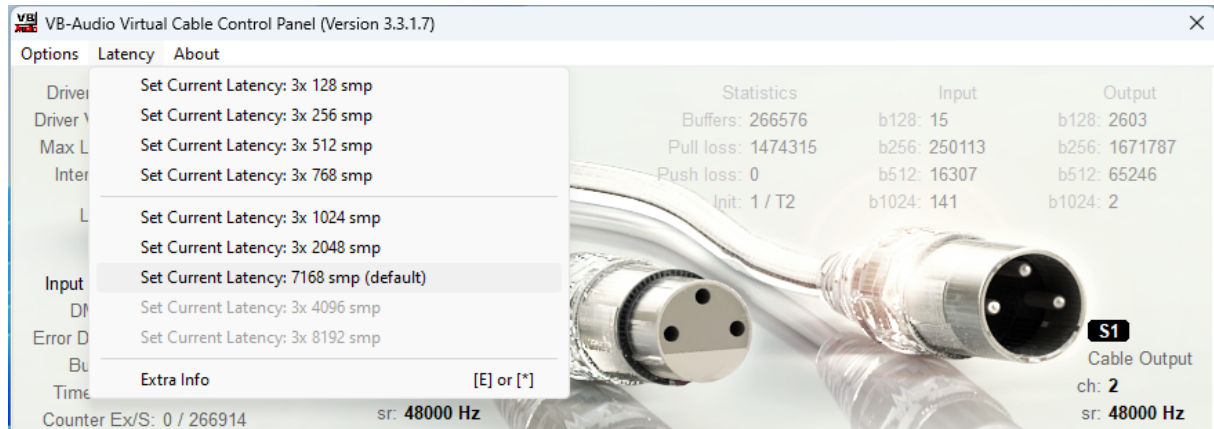 VB-Audio Virtual Cable Control Panel (Version 3.3.1.7)
Options Latency About
Set Current Latency: 3x 128 smp
Set Current Latency: 3x 256 smp
Set Current Latency: 3x 512 smp
Set Current Latency: 3x 768 smp
Set Current Latency: 3x 1024 smp
Set Current Latency: 3x 2048 smp
Set Current Latency: 7168 smp (default)
Set Current Latency: 3x 4096 smp
Set Current Latency: 3x 8192 smp
Extra Info [E] or [*]
Statistics Input Output
Buffers: 266576 b128: 15 b128: 2603
Pull loss: 1474315 b256: 250113 b256: 1671787
Push loss: 0 b512: 16307 b512: 65246
Init: 1 / T2 b1024: 141 b1024: 2
Input
S1
Cable Output
ch: 2
Counter Ex/S: 0 / 266914 sr: 48000 Hz sr: 48000 Hz